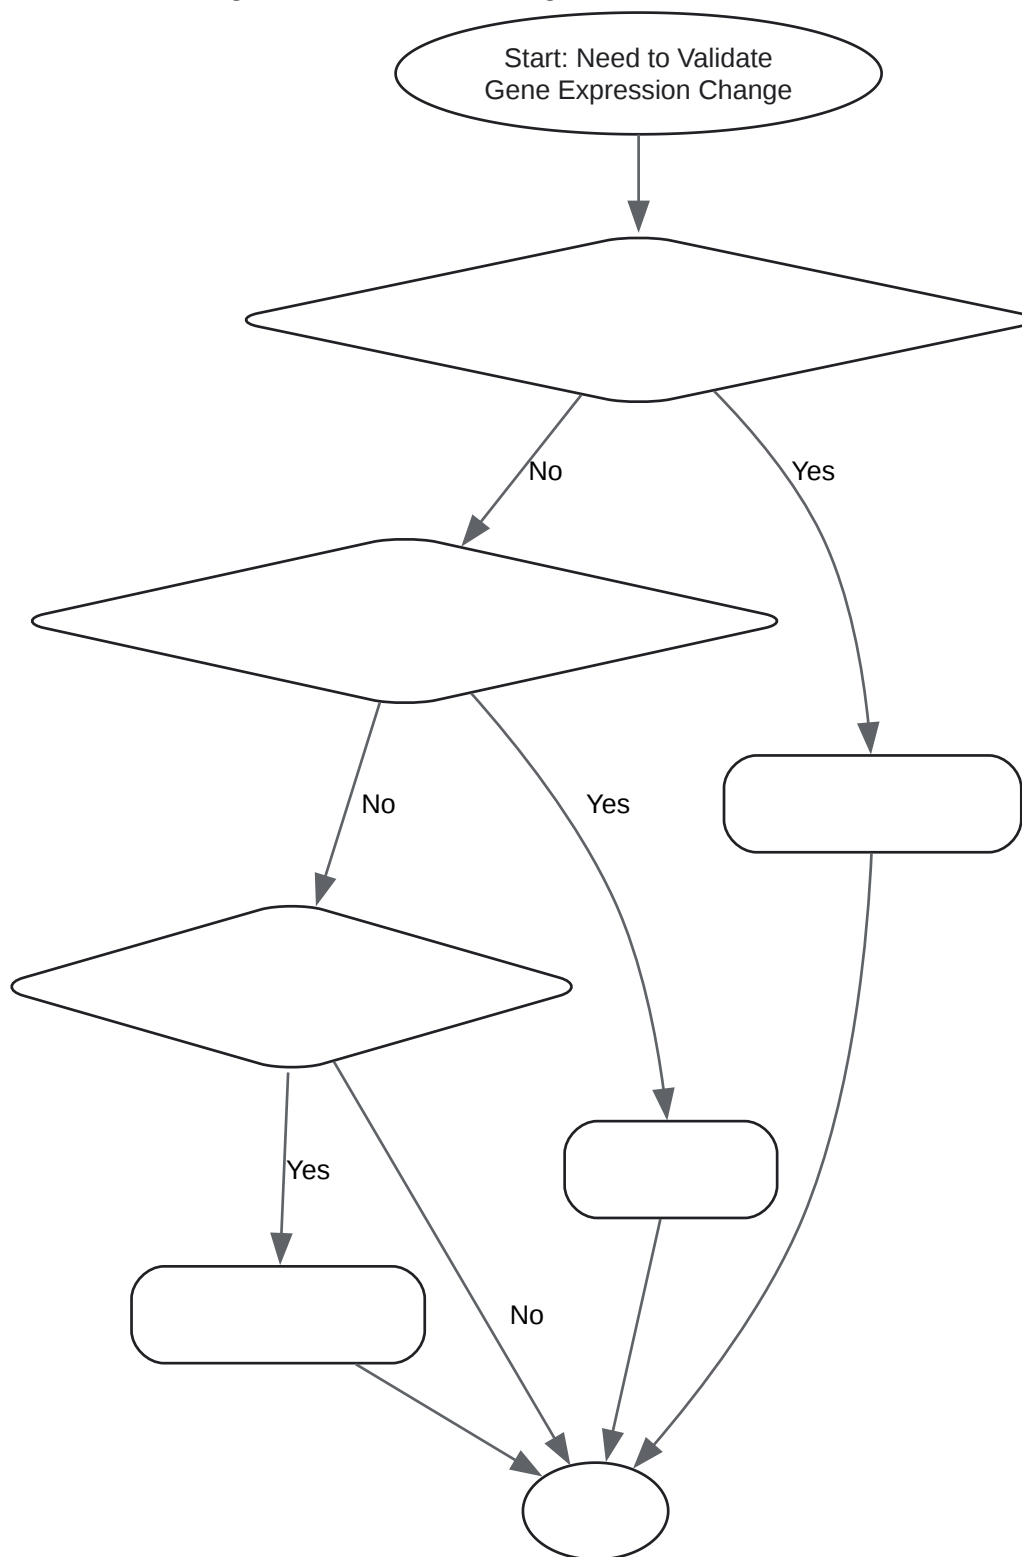 Start: Need to Validate
Gene Expression Change
No
Yes
No
Yes
Yes
No